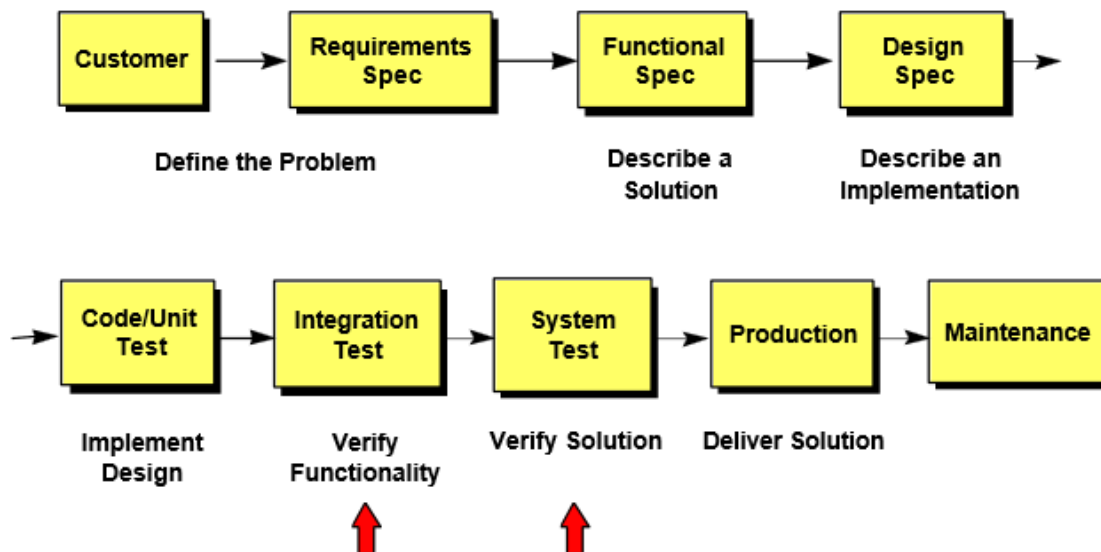 Customer
Requirements
Spec
Functional
Spec
Design
Spec
Define the Problem
Describe a
Solution
Describe an
Implementation
Code/Unit
Test
Integration
Test
System
Test
Production
Maintenance
Implement
Design
Verify
Functionality
Verify Solution
Deliver Solution